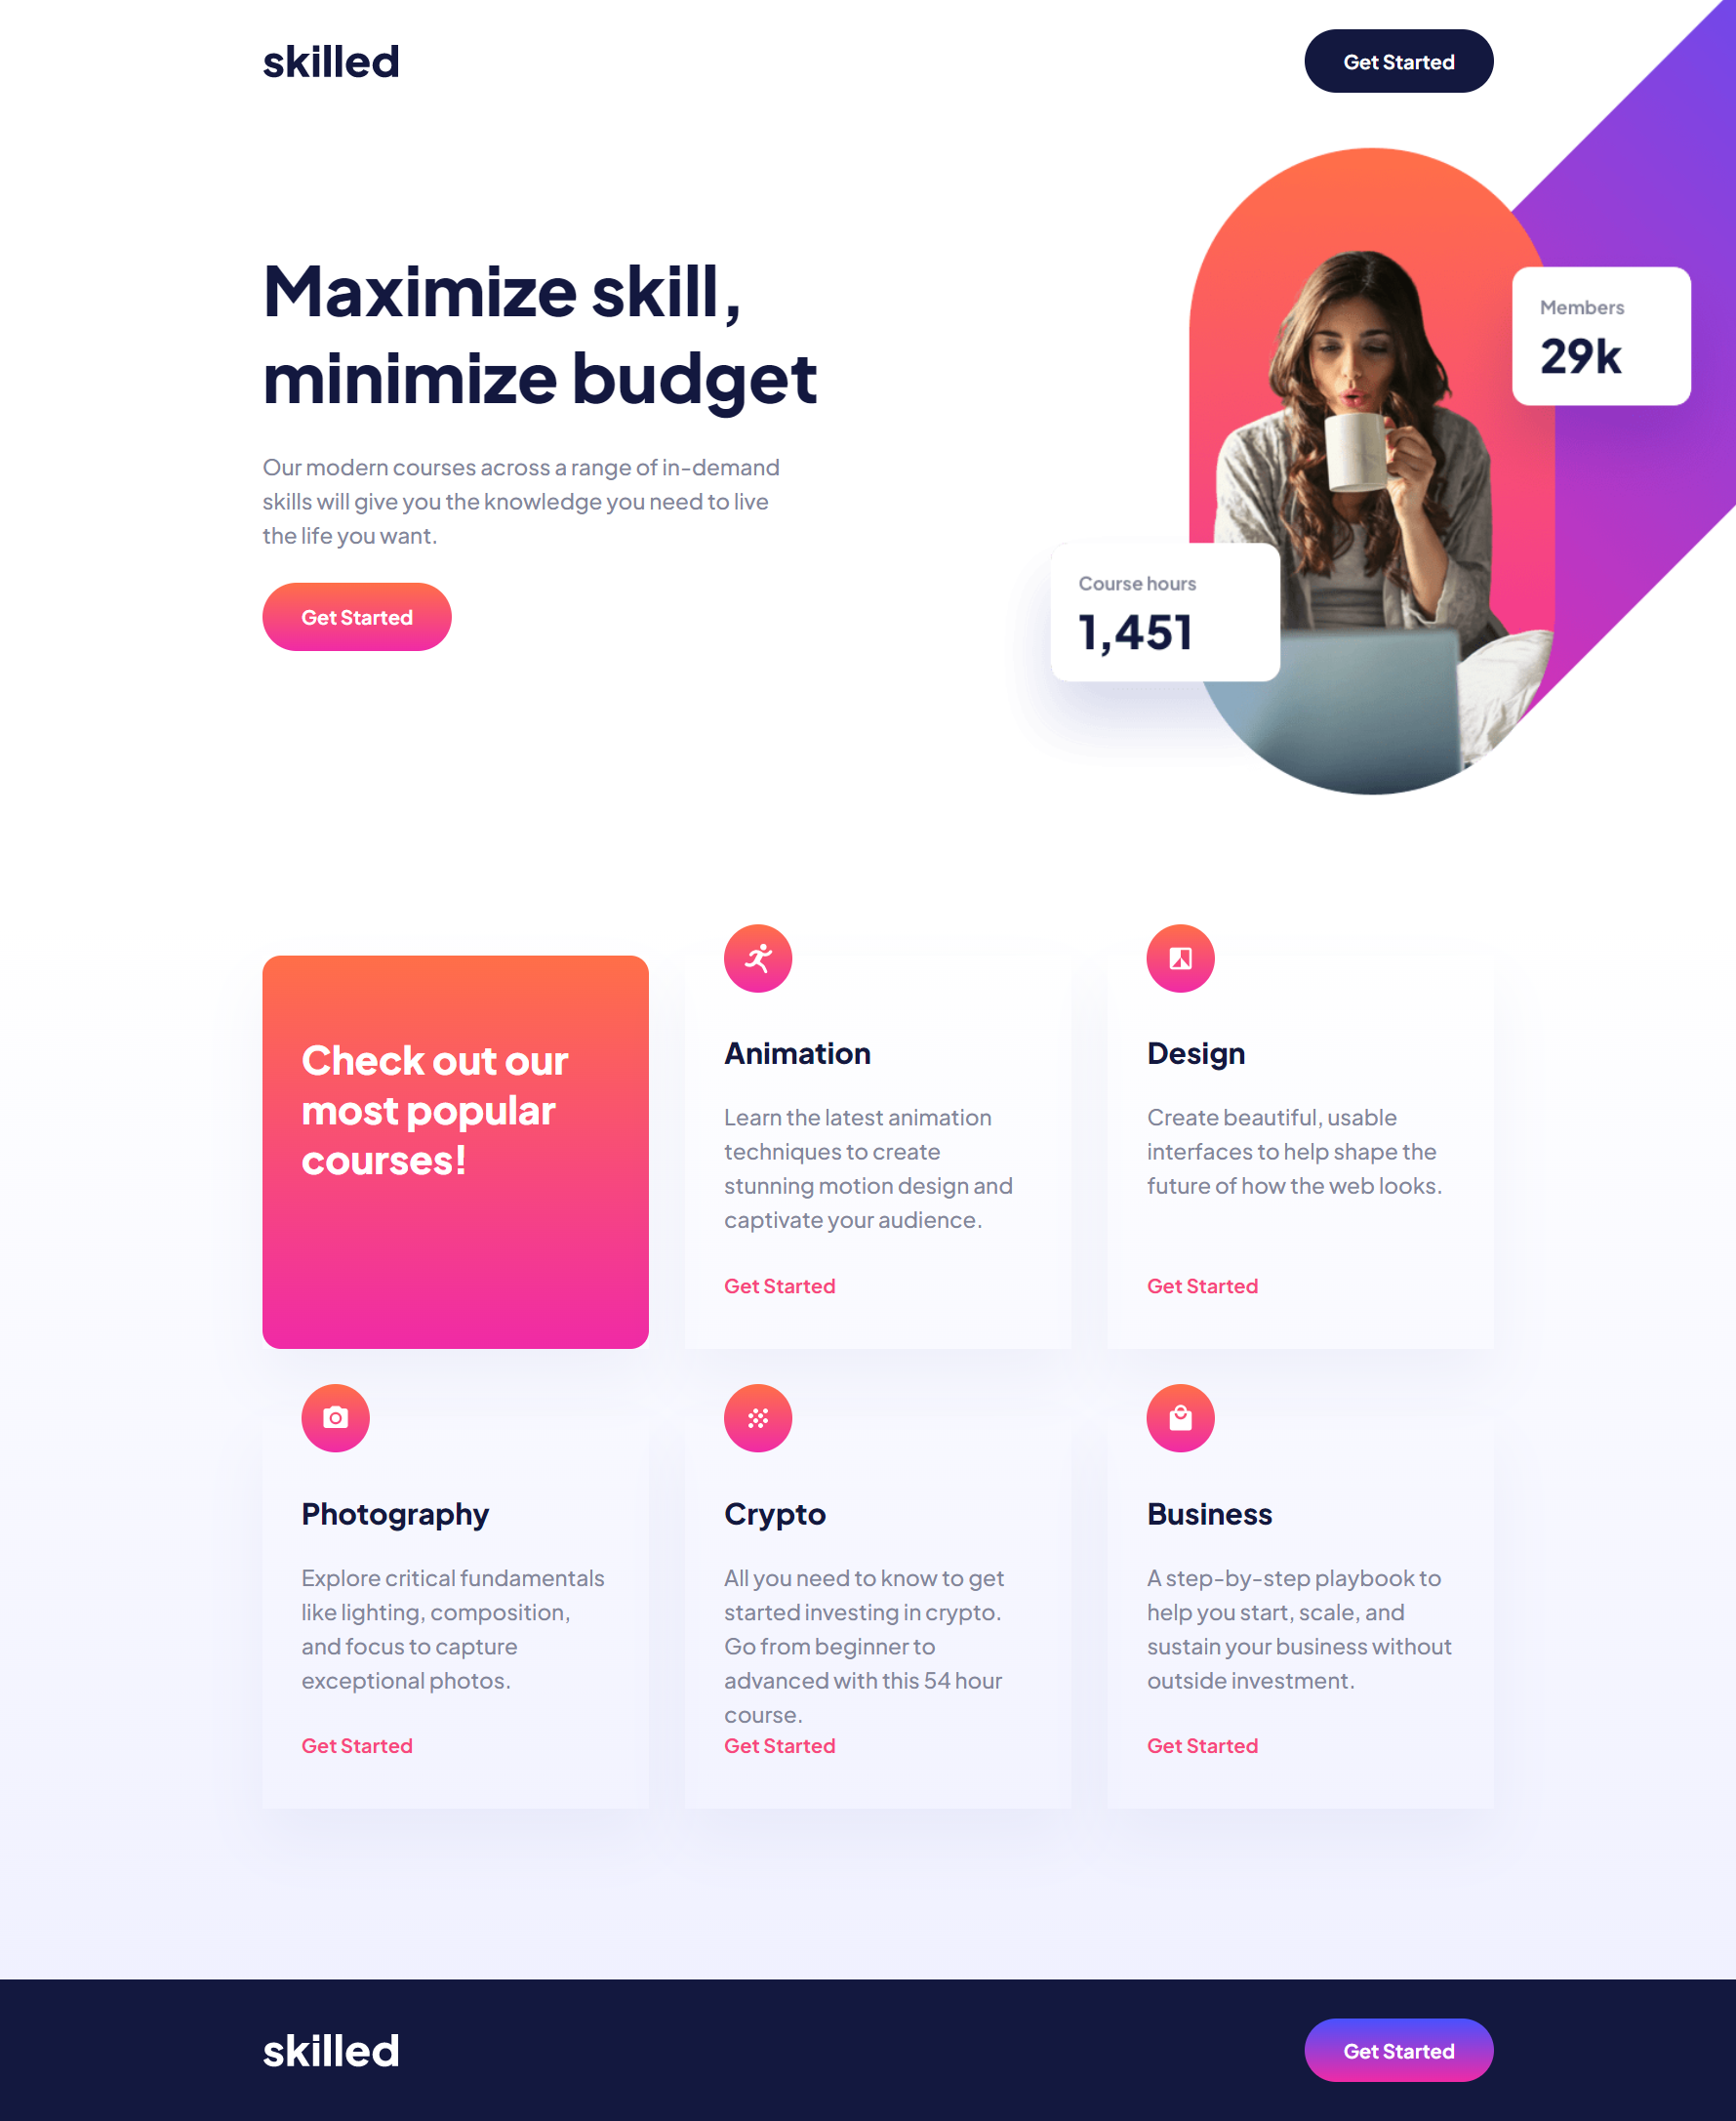 skilled
Get Started
Maximize skill,
minimize budget
Our modern courses across a range of in-demand
skills will give you the knowledge you need to live
the life you want.
Get Started
Members
29k
Course hours
1,451
Check out our
most popular
courses!
Animation
Learn the latest animation
techniques to create
stunning motion design and
captivate your audience.
Get Started
Design
Create beautiful, usable
interfaces to help shape the
future of how the web looks.
Get Started
Photography
Explore critical fundamentals
like lighting, composition,
and focus to capture
exceptional photos.
Get Started
Crypto
All you need to know to get
started investing in crypto.
Go from beginner to
advanced with this 54 hour
course.
Get Started
Business
A step-by-step playbook to
help you start, scale, and
sustain your business without
outside investment.
Get Started
skilled
Get Started